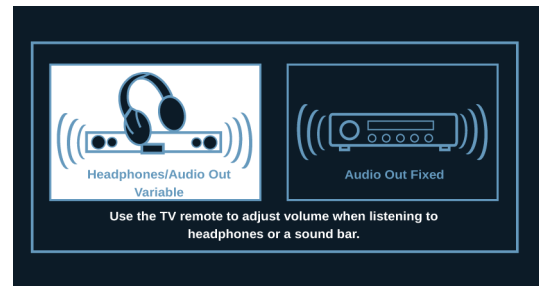 Headphones/Audio Out
Variable
Audio Out Fixed
Use the TV remote to adjust volume when listening to
headphones or a sound bar.